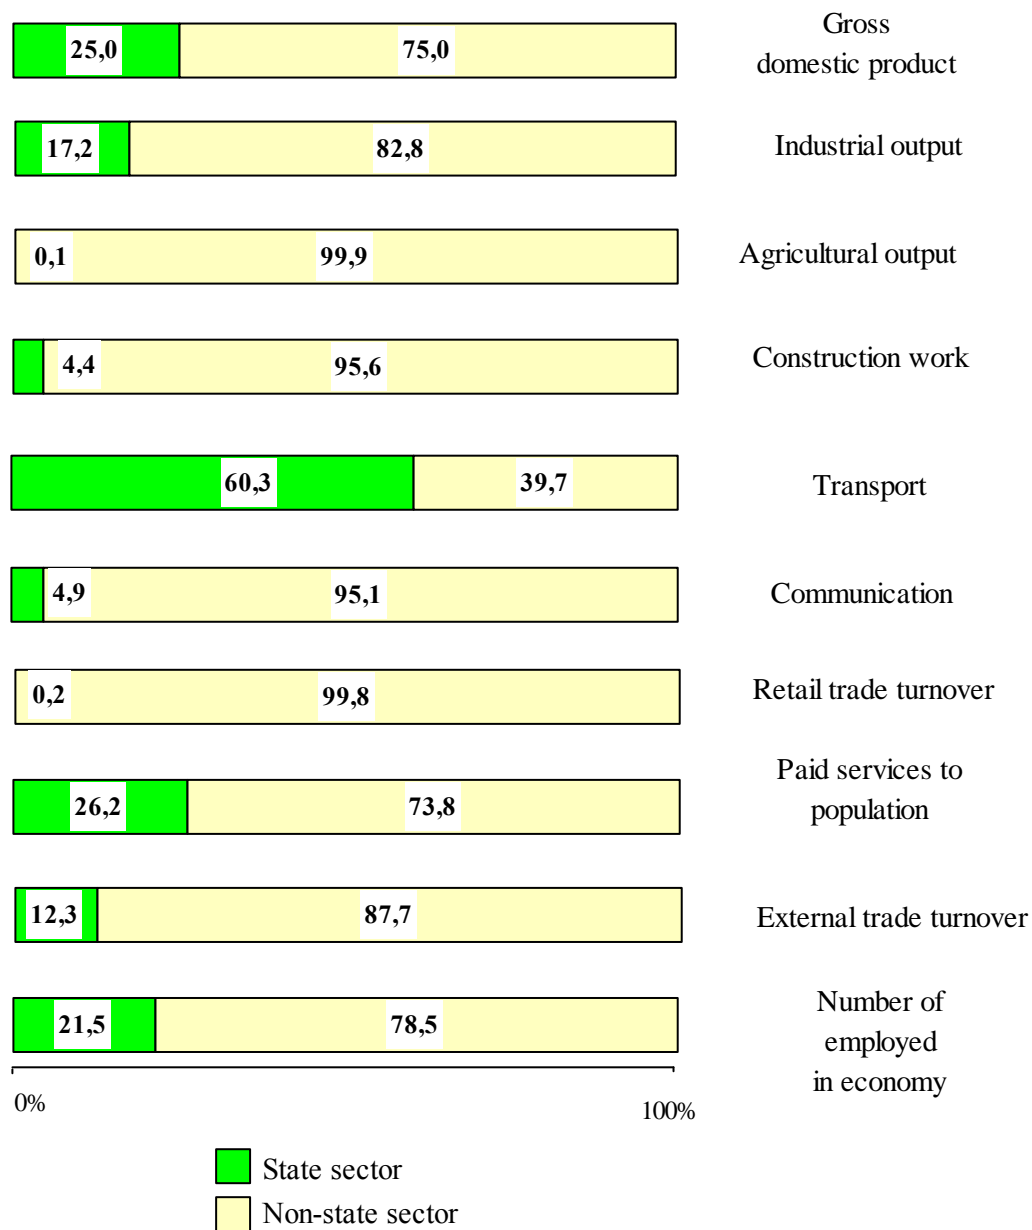 25,0 75,0 Gross
domestic product
17,2 82,8 Industrial output
0,1 99,9 Agricultural output
4,4 95,6 Construction work
60,3 39,7 Transport
4,9 95,1 Communication
0,2 99,8 Retail trade turnover
26,2 73,8 Paid services to
population
12,3 87,7 External trade turnover
21,5 78,5 Number of
employed
in economy
0% 100%
State sector
Non-state sector